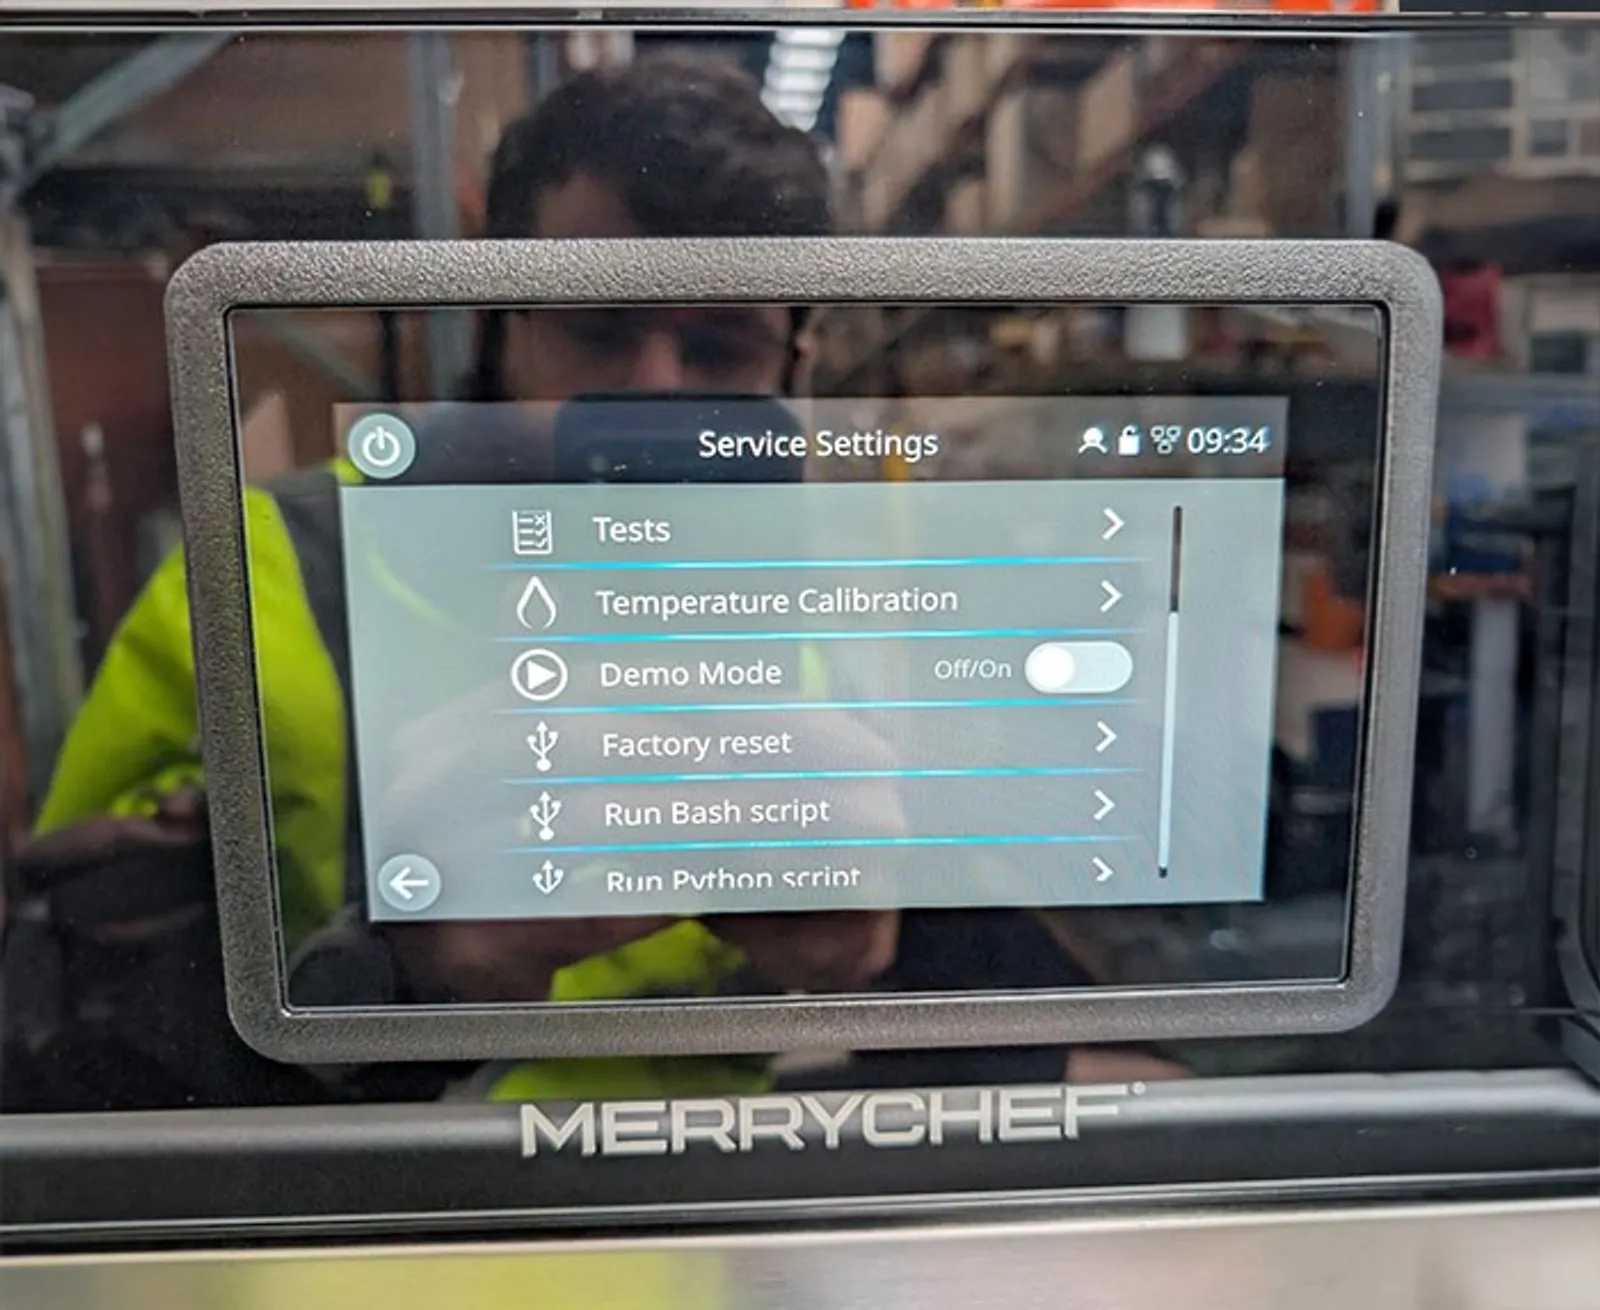 Service Settings 09:34
Tests
Temperature Calibration
Demo Mode Off/On
Factory reset
Run Bash script
Run Python script
MERRYCHEF®